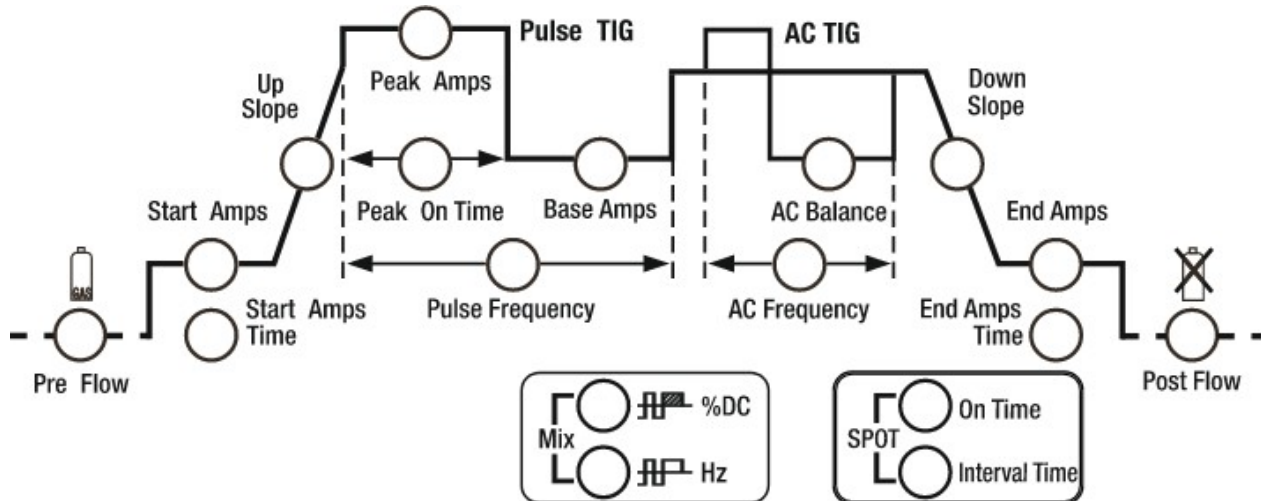 Pulse TIG
AC TIG
Up
Slope
Peak Amps
Down
Slope
Start Amps
Peak On Time
Base Amps
AC Balance
End Amps
GAS
Start Amps
Time
Pulse Frequency
AC Frequency
End Amps
Time
Pre Flow
Post Flow
Mix
%DC
Hz
SPOT
On Time
Interval Time